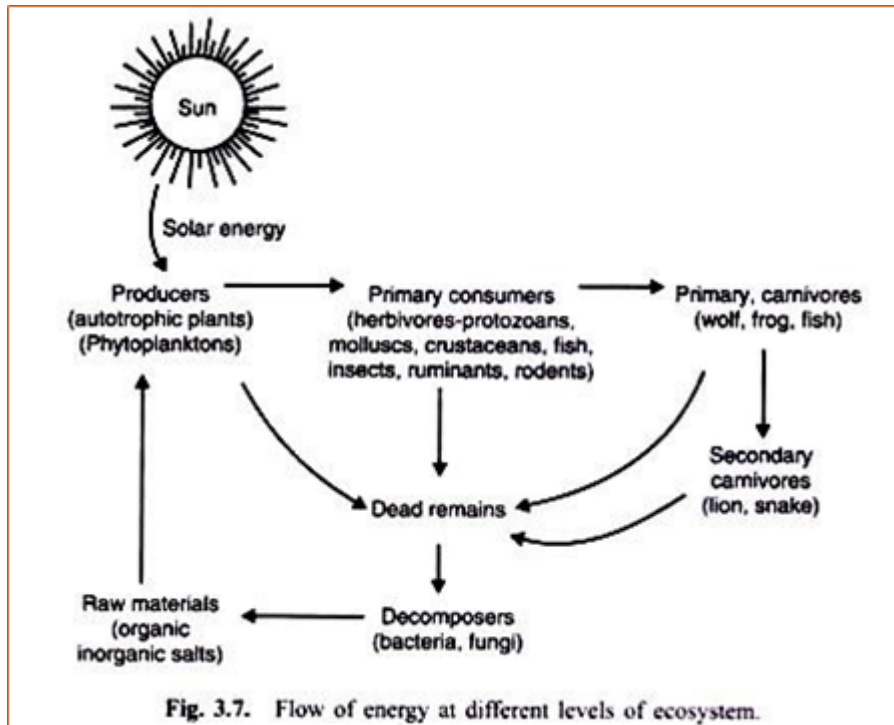 Sun
Solar energy
Producers
(autotrophic plants)
(Phytoplanktons)
Primary consumers
(herbivores-protozoans,
molluscs, crustaceans, fish,
insects, ruminants, rodents)
Primary, carnivores
(wolf, frog, fish)
Secondary
carnivores
(lion, snake)
Dead remains
Raw materials
(organic
inorganic salts)
Decomposers
(bacteria, fungi)
Fig. 3.7. Flow of energy at different levels of ecosystem.